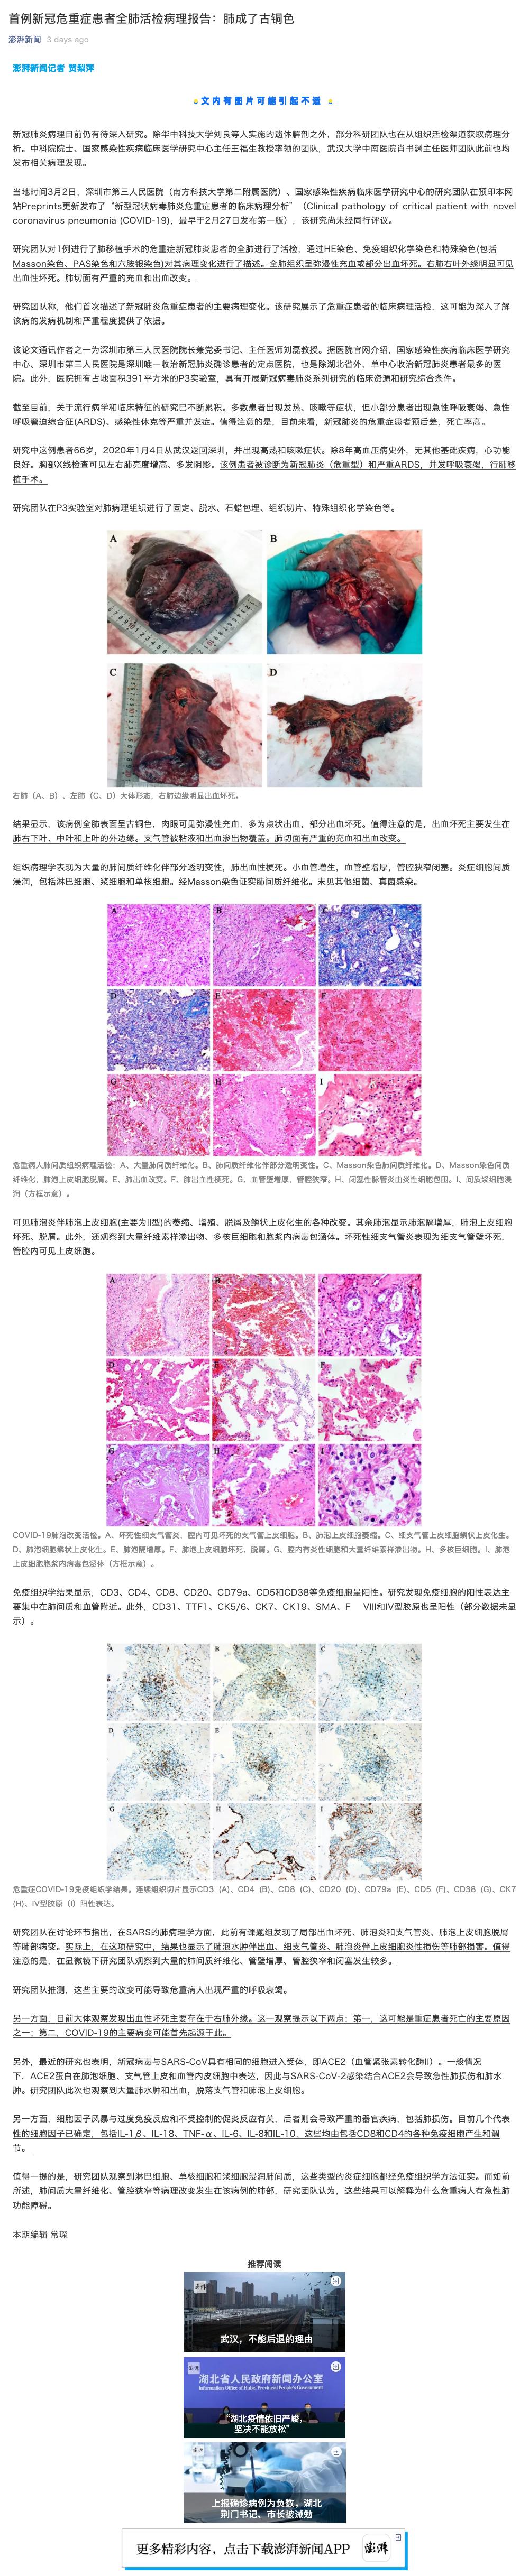 首例新冠危重症患者全肺活检病理报告：肺成了古铜色
澎湃新闻 3 days ago
澎湃新闻记者 贺梨萍
文内有图片可能引起不适
新冠肺炎病理目前仍有待深入研究。除华中科技大学刘良等人实施的遗体解剖之外，部分科研团队也在从组织活检渠道获取病理分
析。中科院院士、国家感染性疾病临床医学研究中心主任王福生教授率领的团队，武汉大学中南医院肖书渊主任医师团队此前也均
发布相关病理发现。
当地时间3月2日，深圳市第三人民医院（南方科技大学第二附属医院）、国家感染性疾病临床医学研究中心的研究团队在预印本网
站Preprints更新发布了“新型冠状病毒肺炎危重症患者的临床病理分析”（Clinical pathology of critical patient with novel
coronavirus pneumonia (COVID-19)，最早于2月27日发布第一版），该研究尚未经同行评议。
研究团队对1例进行了肺移植手术的危重症新冠肺炎患者的全肺进行了活检，通过HE染色、免疫组织化学染色和特殊染色(包括
Masson染色、PAS染色和六胺银染色)对其病理变化进行了描述。全肺组织呈弥漫性充血或部分出血坏死。右肺右叶外缘明显可见
出血性坏死。肺切面有严重的充血和出血改变。
研究团队称，他们首次描述了新冠肺炎危重症患者的主要病理变化。该研究展示了危重症患者的临床病理活检，这可能为深入了解
该病的发病机制和严重程度提供了依据。
该论文通讯作者之一为深圳市第三人民医院院长兼党委书记、主任医师刘磊教授。据医院官网介绍，国家感染性疾病临床医学研究
中心、深圳市第三人民医院是深圳唯一收治新冠肺炎确诊患者的定点医院，也是除湖北省外，单中心收治新冠肺炎患者最多的医
院。此外，医院拥有占地面积391平方米的P3实验室，具有开展新冠病毒肺炎系列研究的临床资源和研究综合条件。
截至目前，关于流行病学和临床特征的研究已不断累积。多数患者出现发热、咳嗽等症状，但小部分患者出现急性呼吸衰竭、急性
呼吸窘迫综合征(ARDS)、感染性休克等严重并发症。值得注意的是，目前来看，新冠肺炎的危重症患者预后差，死亡率高。
研究中这例患者66岁，2020年1月4日从武汉返回深圳，并出现高热和咳嗽症状。除8年高血压病史外，无其他基础疾病，心功能
良好。胸部X线检查可见左右肺亮度增高、多发阴影。该例患者被诊断为新冠肺炎（危重型）和严重ARDS，并发呼吸衰竭，行肺移
植手术。
研究团队在P3实验室对肺病理组织进行了固定、脱水、石蜡包埋、组织切片、特殊组织化学染色等。
A B
C D
右肺（A、B）、左肺（C、D）大体形态，右肺边缘明显出血坏死。
结果显示，该病例全肺表面呈古铜色，肉眼可见弥漫性充血，多为点状出血，部分出血坏死。值得注意的是，出血坏死主要发生在
肺右下叶、中叶和上叶的外边缘。支气管被粘液和出血渗出物覆盖。肺切面有严重的充血和出血改变。
组织病理学表现为大量的肺间质纤维化伴部分透明变性，肺出血性梗死。小血管增生，血管壁增厚，管腔狭窄闭塞。炎症细胞间质
浸润，包括淋巴细胞、浆细胞和单核细胞。经Masson染色证实肺间质纤维化。未见其他细菌、真菌感染。
A B C
D E F
G H I
危重病人肺间质组织病理活检：A、大量肺间质纤维化。B、肺间质纤维化伴部分透明变性。C、Masson染色肺间质纤维化。D、Masson染色间质
纤维化，肺泡上皮细胞脱屑。E、肺出血改变。F、肺出血性梗死。G、血管壁增厚，管腔狭窄。H、闭塞性脉管炎由炎性细胞包围。I、间质浆细胞浸
润（方框示意）。
可见肺泡炎伴肺泡上皮细胞(主要为II型)的萎缩、增殖、脱屑及鳞状上皮化生的各种改变。其余肺泡显示肺泡隔增厚，肺泡上皮细胞
坏死、脱屑。此外，还观察到大量纤维素样渗出物、多核巨细胞和胞浆内病毒包涵体。坏死性细支气管炎表现为细支气管壁坏死，
管腔内可见上皮细胞。
A B C
D E F
G H I
COVID-19肺泡改变活检。A、坏死性细支气管炎，腔内可见坏死的支气管上皮细胞。B、肺泡上皮细胞萎缩。C、细支气管上皮细胞鳞状上皮化生。
D、肺泡细胞鳞状上皮化生。E、肺泡隔增厚。F、肺泡上皮细胞坏死、脱屑。G、腔内有炎性细胞和大量纤维素样渗出物。H、多核巨细胞。I、肺泡
上皮细胞胞浆内病毒包涵体（方框示意）。
免疫组织学结果显示，CD3、CD4、CD8、CD20、CD79a、CD5和CD38等免疫细胞呈阳性。研究发现免疫细胞的阳性表达主
要集中在肺间质和血管附近。此外，CD31、TTF1、CK5/6、CK7、CK19、SMA、F VIII和IV型胶原也呈阳性（部分数据未显
示）。
A B C
D E F
G H I
危重症COVID-19免疫组织学结果。连续组织切片显示CD3 (A)、CD4 (B)、CD8 (C)、CD20 (D)、CD79a (E)、CD5 (F)、CD38 (G)、CK7
(H)、IV型胶原（I）阳性表达。
研究团队在讨论环节指出，在SARS的肺病理学方面，此前有课题组发现了局部出血坏死、肺泡炎和支气管炎、肺泡上皮细胞脱屑
等肺部病变。实际上，在这项研究中，结果也显示了肺泡水肿伴出血、细支气管炎、肺泡炎伴上皮细胞炎性损伤等肺部损害。值得
注意的是，在显微镜下研究团队观察到大量的肺间质纤维化、管壁增厚、管腔狭窄和闭塞发生较多。
研究团队推测，这些主要的改变可能导致危重病人出现严重的呼吸衰竭。
另一方面，目前大体观察发现出血性坏死主要存在于右肺外缘。这一观察提示以下两点：第一，这可能是重症患者死亡的主要原因
之一；第二，COVID-19的主要病变可能首先起源于此。
另外，最近的研究也表明，新冠病毒与SARS-CoV具有相同的细胞进入受体，即ACE2（血管紧张素转化酶II）。一般情况
下，ACE2蛋白在肺泡细胞、支气管上皮和血管内皮细胞中表达，因此与SARS-CoV-2感染结合ACE2会导致急性肺损伤和肺水
肿。研究团队此次也观察到大量肺水肿和出血，脱落支气管和肺泡上皮细胞。
另一方面，细胞因子风暴与过度免疫反应和不受控制的促炎反应有关，后者则会导致严重的器官疾病，包括肺损伤。目前几个代表
性的细胞因子已确定，包括IL-1β、IL-18、TNF-α、IL-6、IL-8和IL-10，这些均由包括CD8和CD4的各种免疫细胞产生和调
节。
值得一提的是，研究团队观察到淋巴细胞、单核细胞和浆细胞浸润肺间质，这些类型的炎症细胞都经免疫组织学方法证实。而如前
所述，肺间质大量纤维化、管腔狭窄等病理改变发生在该病例的肺部，研究团队认为，这些结果可以解释为什么危重病人有急性肺
功能障碍。
本期编辑 常琛
推荐阅读
澎湃
武汉，不能后退的理由
澎湃
湖北省人民政府新闻办公室
Information Office of Hubei Provincial People's Government
“湖北疫情依旧严峻，
坚决不能放松”
澎湃
上报确诊病例为负数，湖北
荆门书记、市长被诫勉
更多精彩内容，点击下载澎湃新闻APP 澎湃